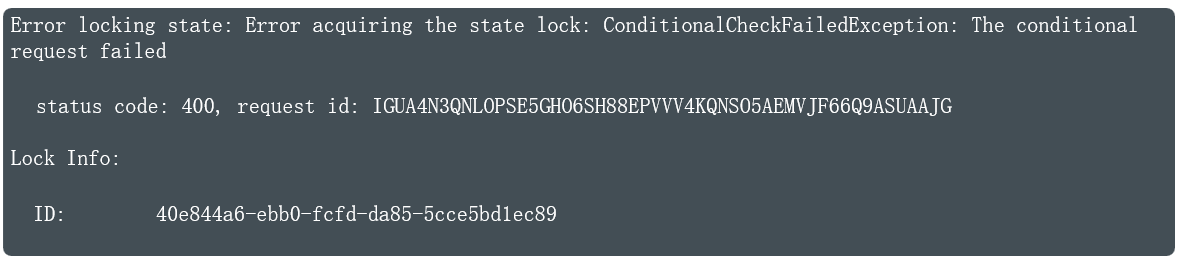 Error locking state: Error acquiring the state lock: ConditionalCheckFailedException: The conditional
request failed
status code: 400, request id: IGUA4N3QNLOPSE5GHO6SH88EPVVV4KQNSO5AEMVJF66Q9ASUAAJG
Lock Info:
ID: 40e844a6-ebb0-fcfd-da85-5cce5bd1ec89